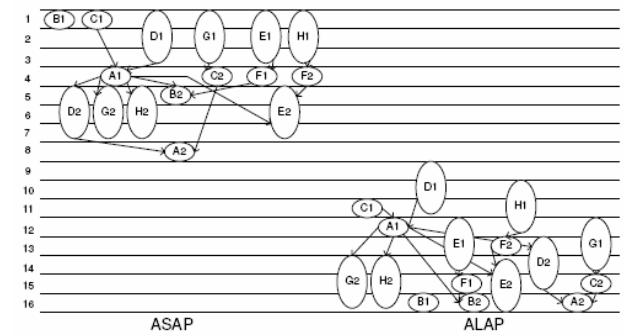 1 B1 C1
2 D1 G1 E1 H1
3
4 A1 C2 F1 F2
5 B2
6 D2 G2 H2 E2
7
8 A2
9
10 D1
11 C1 H1
12 A1
13 E1 F2 G1
14 D2
15 G2 H2 F1 E2 C2
16 B1 B2 A2
ASAP ALAP